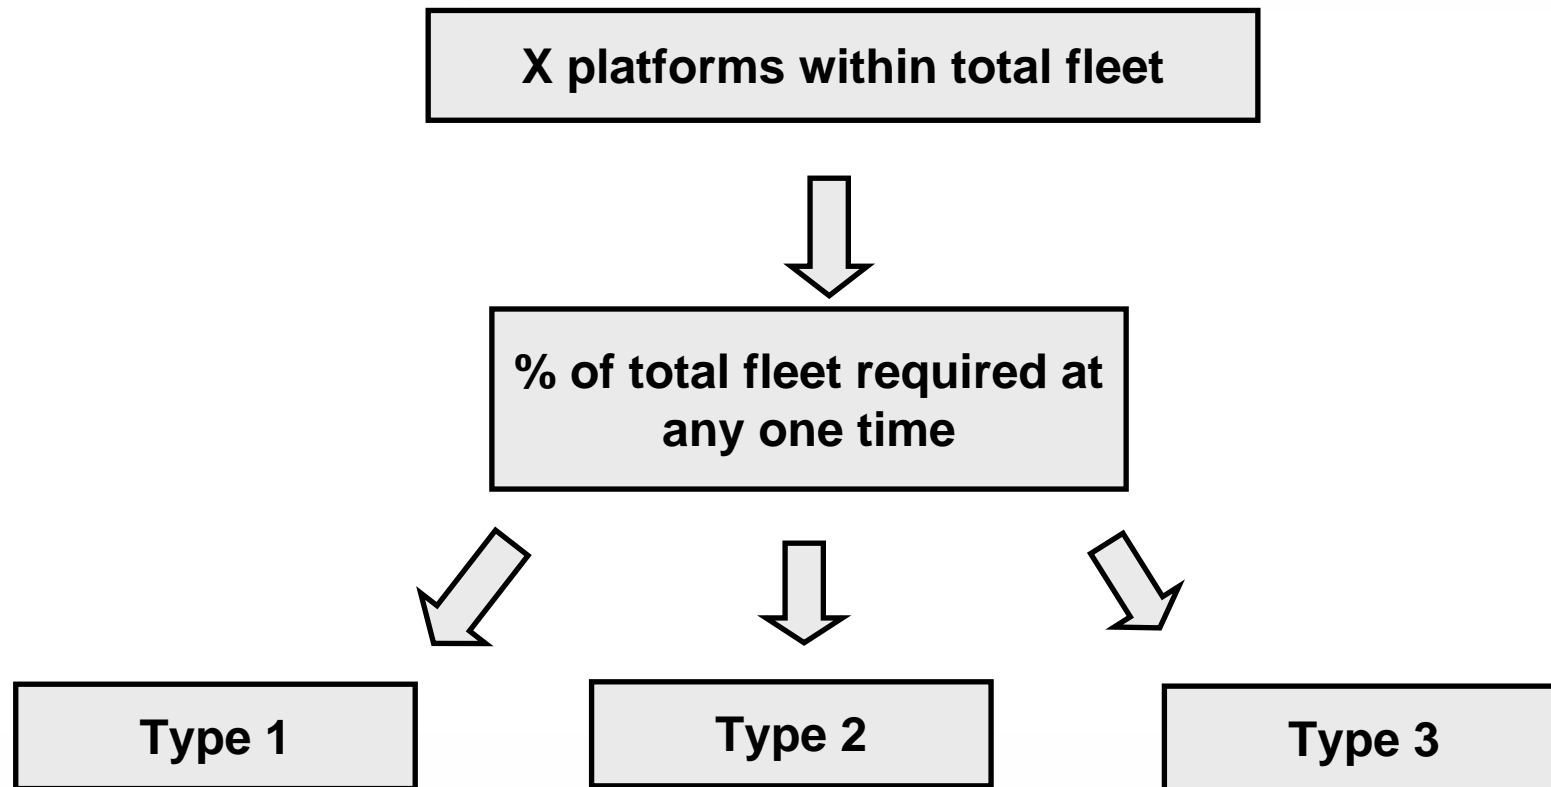 X platforms within total fleet
% of total fleet required at
any one time
Type 1
Type 2
Type 3